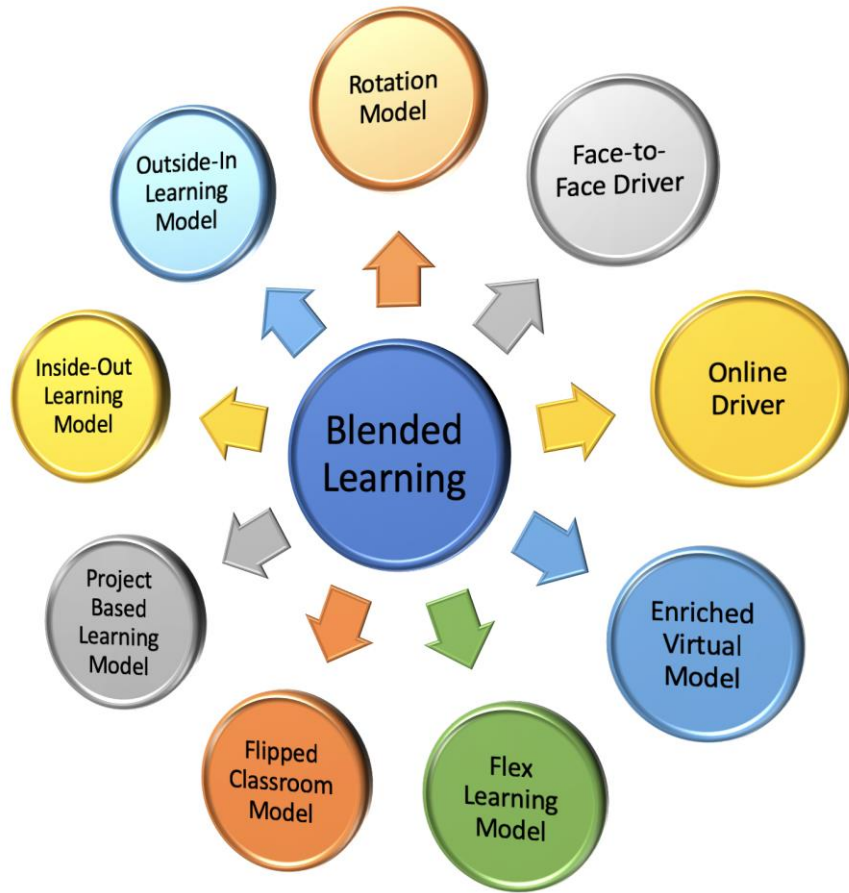 Rotation
Model
Face-to-
Face Driver
Online
Driver
Enriched
Virtual
Model
Flex
Learning
Model
Flipped
Classroom
Model
Project
Based
Learning
Model
Inside-Out
Learning
Model
Outside-In
Learning
Model
Blended
Learning